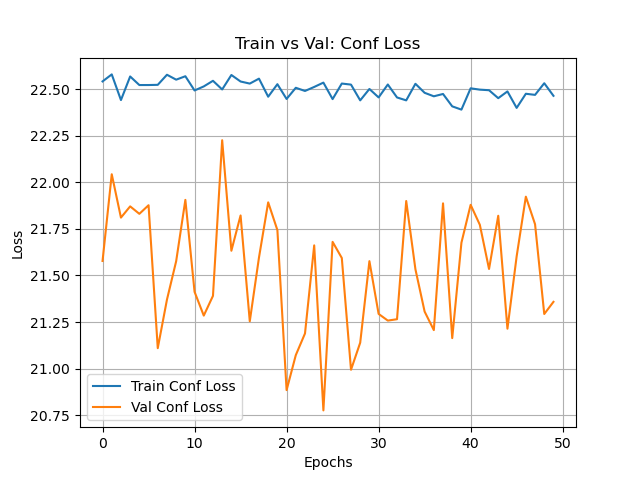 Train vs Val: Conf Loss
Loss
22.50
22.25
22.00
21.75
21.50
21.25
21.00
20.75
Train Conf Loss
Val Conf Loss
0 10 20 30 40 50
Epochs